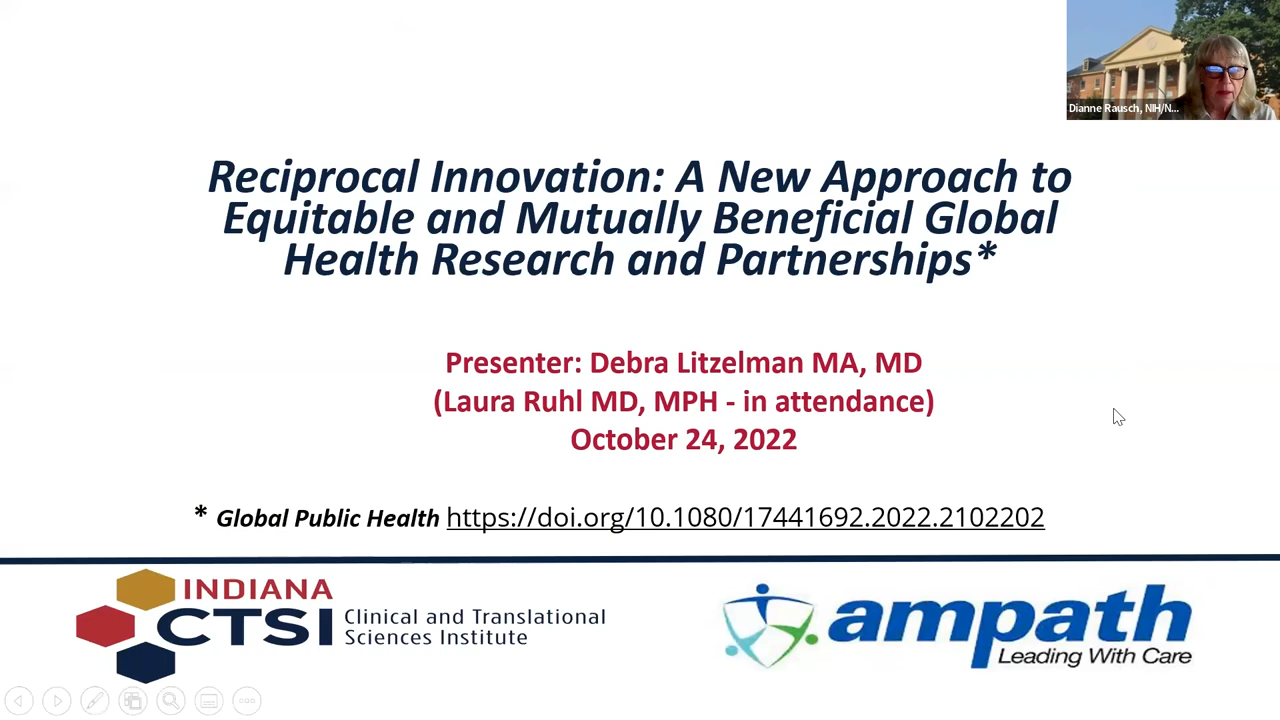 Dianne Rausch, NIH/N...
Reciprocal Innovation: A New Approach to
Equitable and Mutually Beneficial Global
Health Research and Partnerships*
Presenter: Debra Litzelman MA, MD
(Laura Ruhl MD, MPH - in attendance)
October 24, 2022
* Global Public Health https://doi.org/10.1080/17441692.2022.2102202
INDIANA
CTSI
Clinical and Translational
Sciences Institute
ampath
Leading With Care